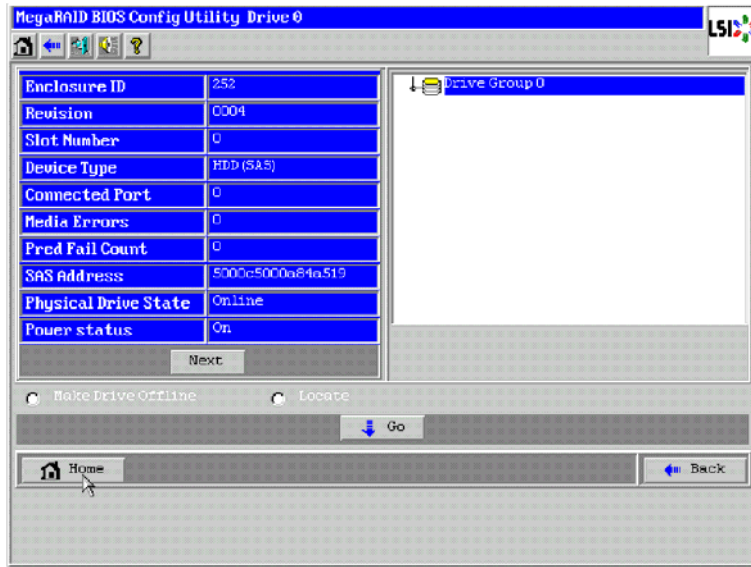 MegaRAID BIOS Config Utility Drive 0
LSI
Enclosure ID 252
Revision 0004
Slot Number 0
Device Type HDD (SAS)
Connected Port 0
Media Errors 0
Pred Fail Count 0
SAS Address 5000c5000a84a519
Physical Drive State Online
Power status On
Next
Drive Group 0
Make Drive Offline Locate
Go
Home Back